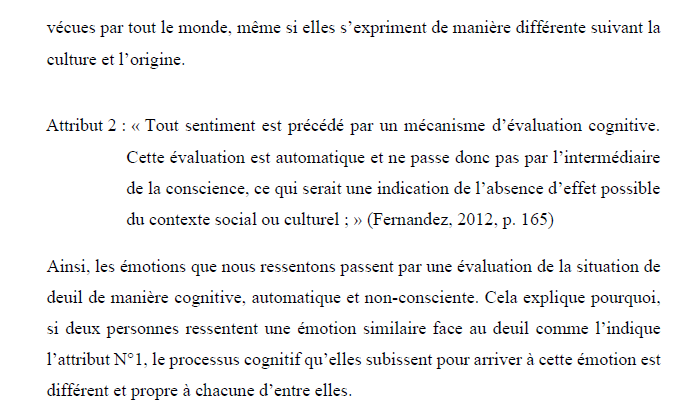 vécues par tout le monde, même si elles s’expriment de manière différente suivant la
culture et l’origine.
Attribut 2 : « Tout sentiment est précédé par un mécanisme d’évaluation cognitive.
Cette évaluation est automatique et ne passe donc pas par l’intermédiaire
de la conscience, ce qui serait une indication de l’absence d’effet possible
du contexte social ou culturel ; » (Fernandez, 2012, p. 165)
Ainsi, les émotions que nous ressentons passent par une évaluation de la situation de
deuil de manière cognitive, automatique et non-consciente. Cela explique pourquoi,
si deux personnes ressentent une émotion similaire face au deuil comme l’indique
l’attribut N°1, le processus cognitif qu’elles subissent pour arriver à cette émotion est
différent et propre à chacune d’entre elles.